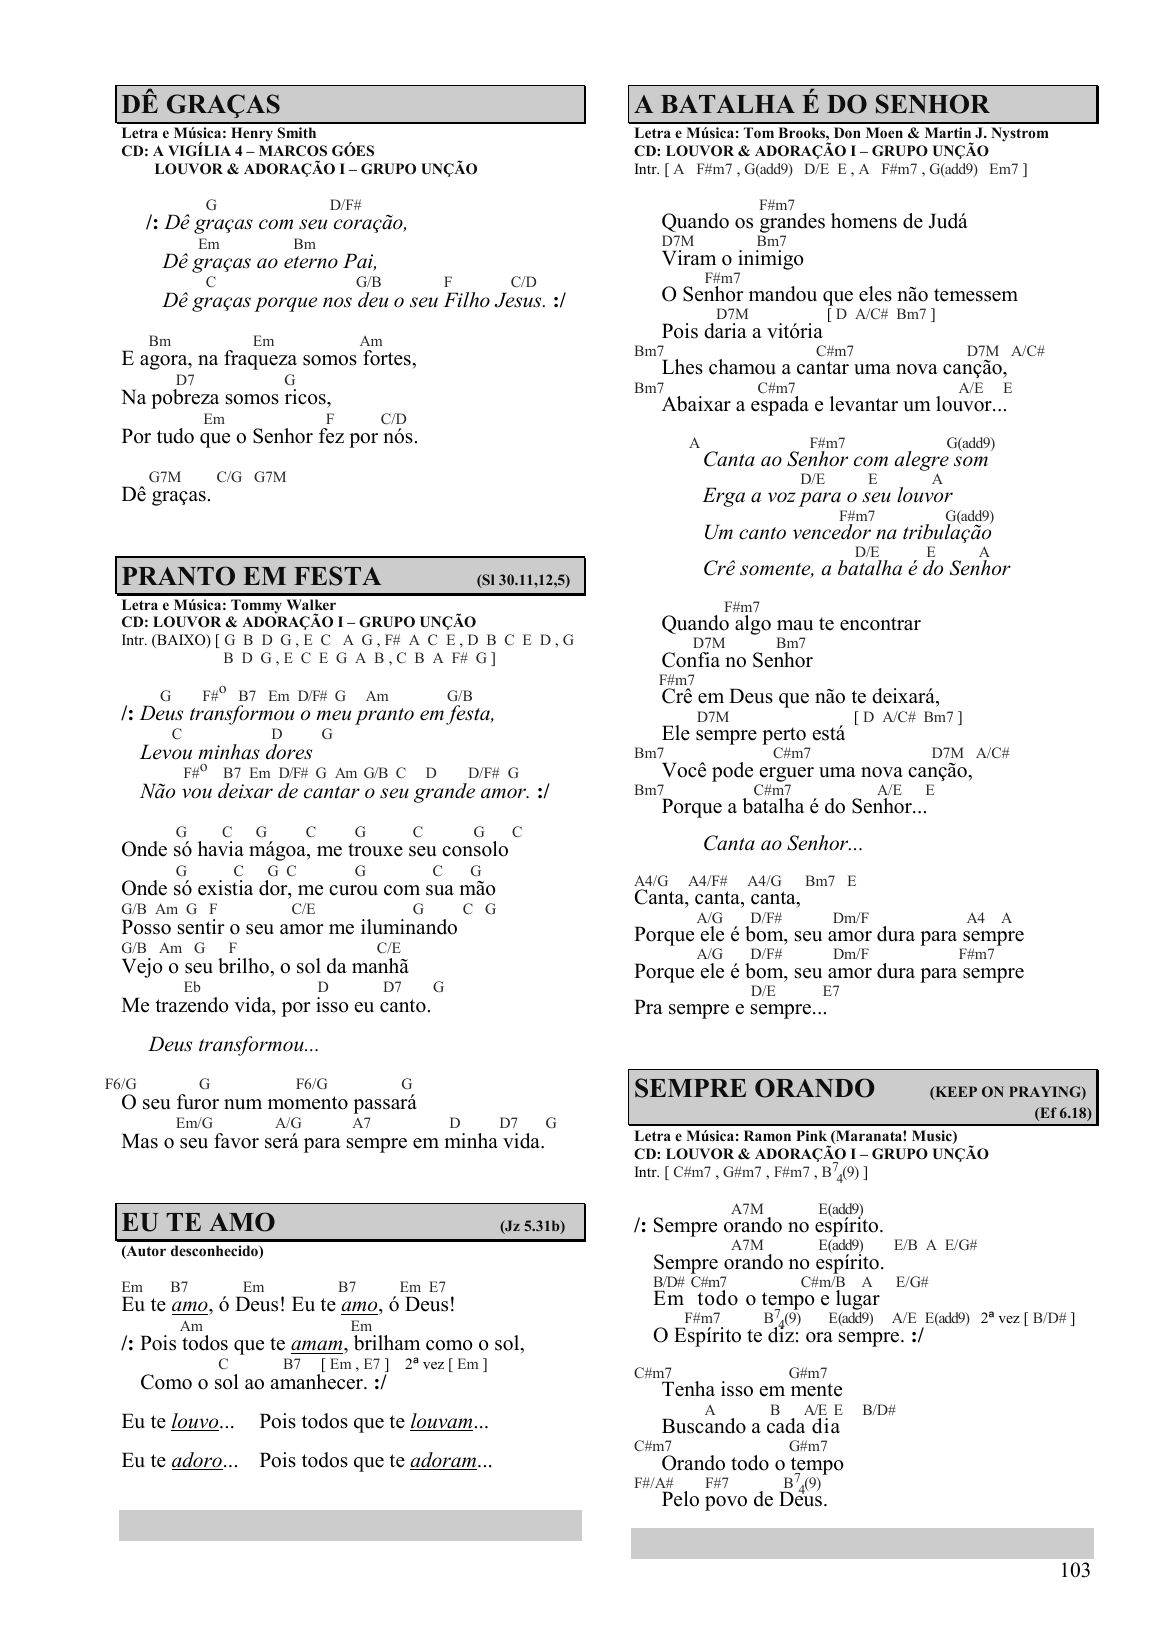 DÊ GRAÇAS
Letra e Música: Henry Smith
CD: A VIGÍLIA 4 – MARCOS GÓES
LOUVOR & ADORAÇÃO I – GRUPO UNÇÃO
G D/F#
/: Dê graças com seu coração,
Em Bm
Dê graças ao eterno Pai,
C G/B F C/D
Dê graças porque nos deu o seu Filho Jesus. :/
Bm Em Am
E agora, na fraqueza somos fortes,
D7 G
Na pobreza somos ricos,
Em F C/D
Por tudo que o Senhor fez por nós.
G7M C/G G7M
Dê graças.
PRANTO EM FESTA (Sl 30.11,12,5)
Letra e Música: Tommy Walker
CD: LOUVOR & ADORAÇÃO I – GRUPO UNÇÃO
Intr. (BAIXO) [ G B D G , E C A G , F# A C E , D B C E D , G
B D G , E C E G A B , C B A F# G ]
G F#º B7 Em D/F# G Am G/B
/: Deus transformou o meu pranto em festa,
C D G
Levou minhas dores
F#º B7 Em D/F# G Am G/B C D D/F# G
Não vou deixar de cantar o seu grande amor. :/
G C G C G C G C
Onde só havia mágoa, me trouxe seu consolo
G C G C G C G
Onde só existia dor, me curou com sua mão
G/B Am G F C/E G C G
Posso sentir o seu amor me iluminando
G/B Am G F C/E
Vejo o seu brilho, o sol da manhã
Eb D D7 G
Me trazendo vida, por isso eu canto.
Deus transformou...
F6/G G F6/G G
O seu furor num momento passará
Em/G A/G A7 D D7 G
Mas o seu favor será para sempre em minha vida.
EU TE AMO (Jz 5.31b)
(Autor desconhecido)
Em B7 Em B7 Em E7
Eu te amo, ó Deus! Eu te amo, ó Deus!
Am Em
/: Pois todos que te amam, brilham como o sol,
C B7 [ Em , E7 ] 2ª vez [ Em ]
Como o sol ao amanhecer. :/
Eu te louvo... Pois todos que te louvam...
Eu te adoro... Pois todos que te adoram...
A BATALHA É DO SENHOR
Letra e Música: Tom Brooks, Don Moen & Martin J. Nystrom
CD: LOUVOR & ADORAÇÃO I – GRUPO UNÇÃO
Intr. [ A F#m7 , G(add9) D/E E , A F#m7 , G(add9) Em7 ]
F#m7
Quando os grandes homens de Judá
D7M Bm7
Viram o inimigo
F#m7
O Senhor mandou que eles não temessem
D7M [ D A/C# Bm7 ]
Pois daria a vitória
Bm7 C#m7 D7M A/C#
Lhes chamou a cantar uma nova canção,
Bm7 C#m7 A/E E
Abaixar a espada e levantar um louvor...
A F#m7 G(add9)
Canta ao Senhor com alegre som
D/E E A
Erga a voz para o seu louvor
F#m7 G(add9)
Um canto vencedor na tribulação
D/E E A
Crê somente, a batalha é do Senhor
F#m7
Quando algo mau te encontrar
D7M Bm7
Confia no Senhor
F#m7
Crê em Deus que não te deixará,
D7M [ D A/C# Bm7 ]
Ele sempre perto está
Bm7 C#m7 D7M A/C#
Você pode erguer uma nova canção,
Bm7 C#m7 A/E E
Porque a batalha é do Senhor...
Canta ao Senhor...
A4/G A4/F# A4/G Bm7 E
Canta, canta, canta,
A/G D/F# Dm/F A4 A
Porque ele é bom, seu amor dura para sempre
A/G D/F# Dm/F F#m7
Porque ele é bom, seu amor dura para sempre
D/E E7
Pra sempre e sempre...
SEMPRE ORANDO (KEEP ON PRAYING)
(Ef 6.18)
Letra e Música: Ramon Pink (Maranata! Music)
CD: LOUVOR & ADORAÇÃO I – GRUPO UNÇÃO
Intr. [ C#m7 , G#m7 , F#m7 , B⁷₄(9) ]
A7M E(add9)
/: Sempre orando no espírito.
A7M E(add9) E/B A E/G#
Sempre orando no espírito.
B/D# C#m7 C#m/B A E/G#
Em todo o tempo e lugar
F#m7 B⁷₄(9) E(add9) A/E E(add9) 2ª vez [ B/D# ]
O Espírito te diz: ora sempre. :/
C#m7 G#m7
Tenha isso em mente
A B A/E E B/D#
Buscando a cada dia
C#m7 G#m7
Orando todo o tempo
F#/A# F#7 B⁷₄(9)
Pelo povo de Deus.
103